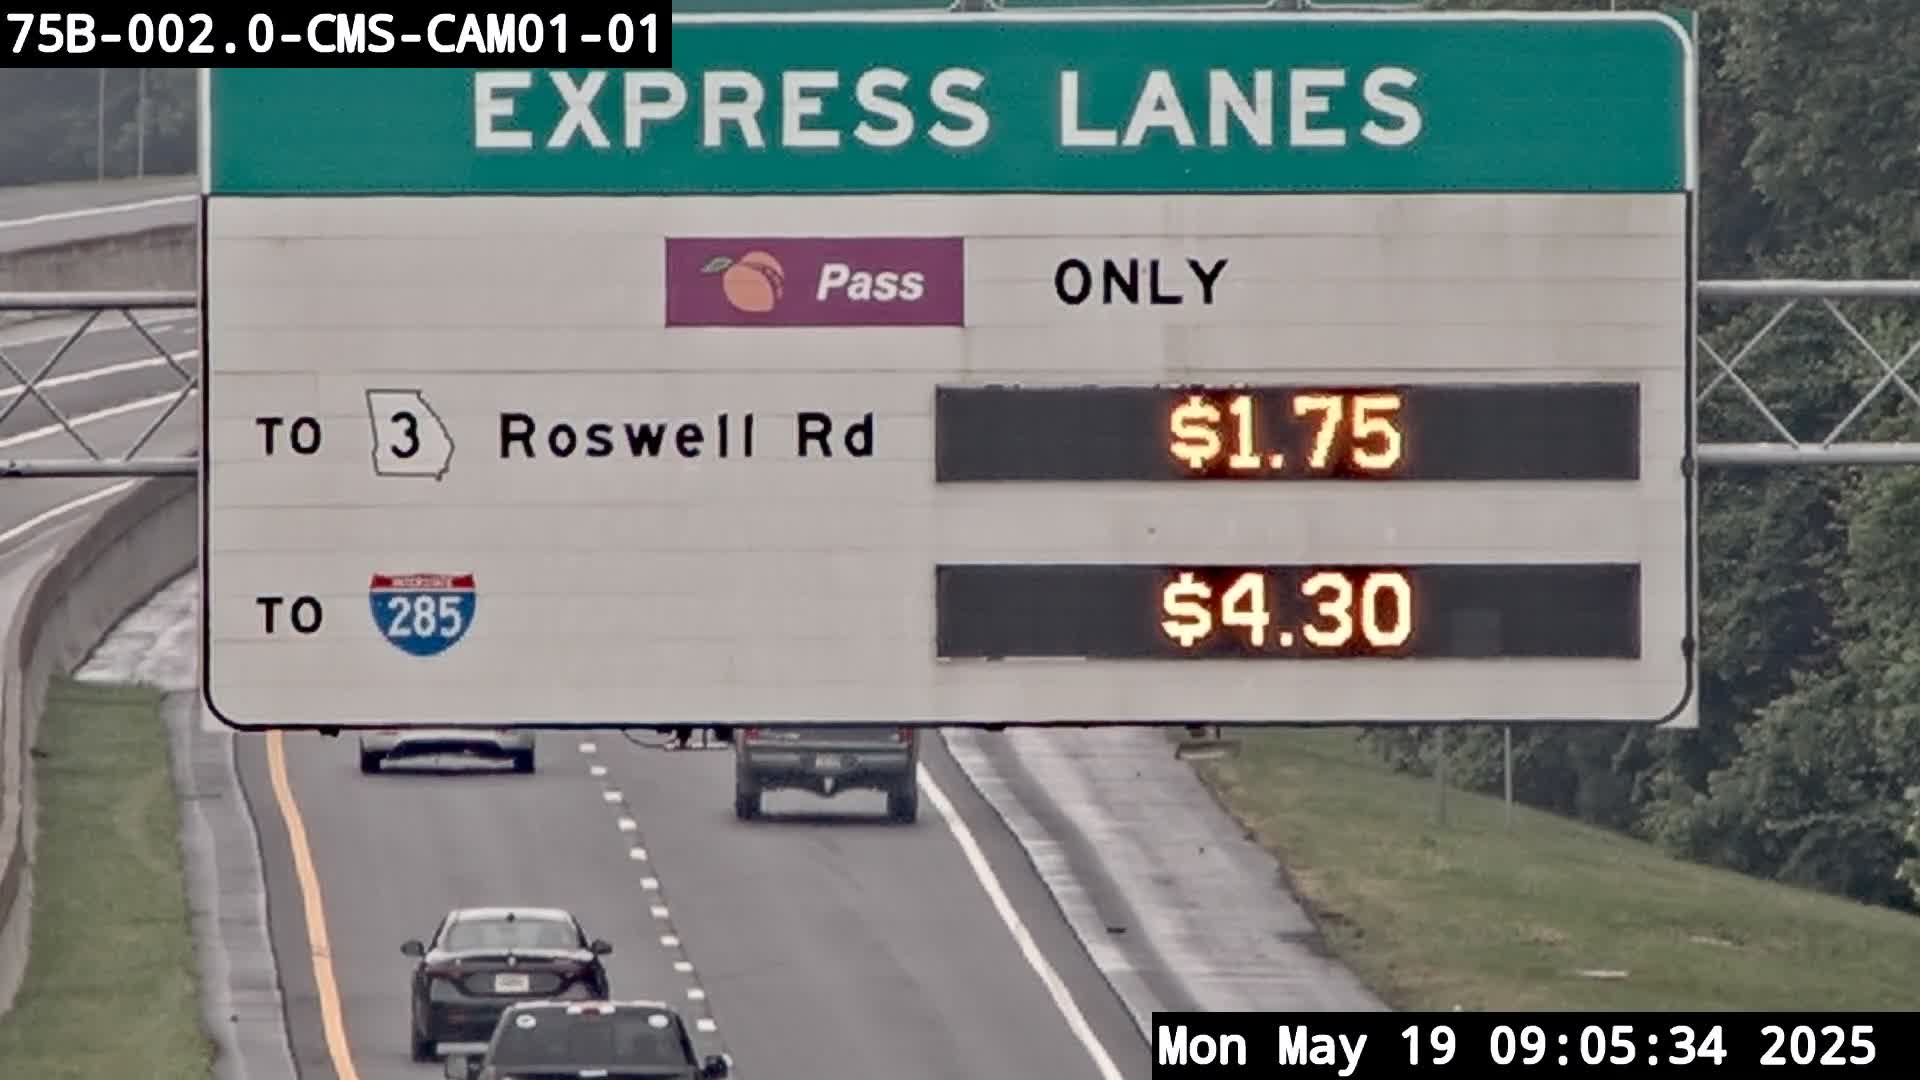 75B-002.0-CMS-CAM01-01
EXPRESS LANES
Pass ONLY
TO 3 Roswell Rd $1.75
TO INTERSTATE 285 $4.30
Mon May 19 09:05:34 2025